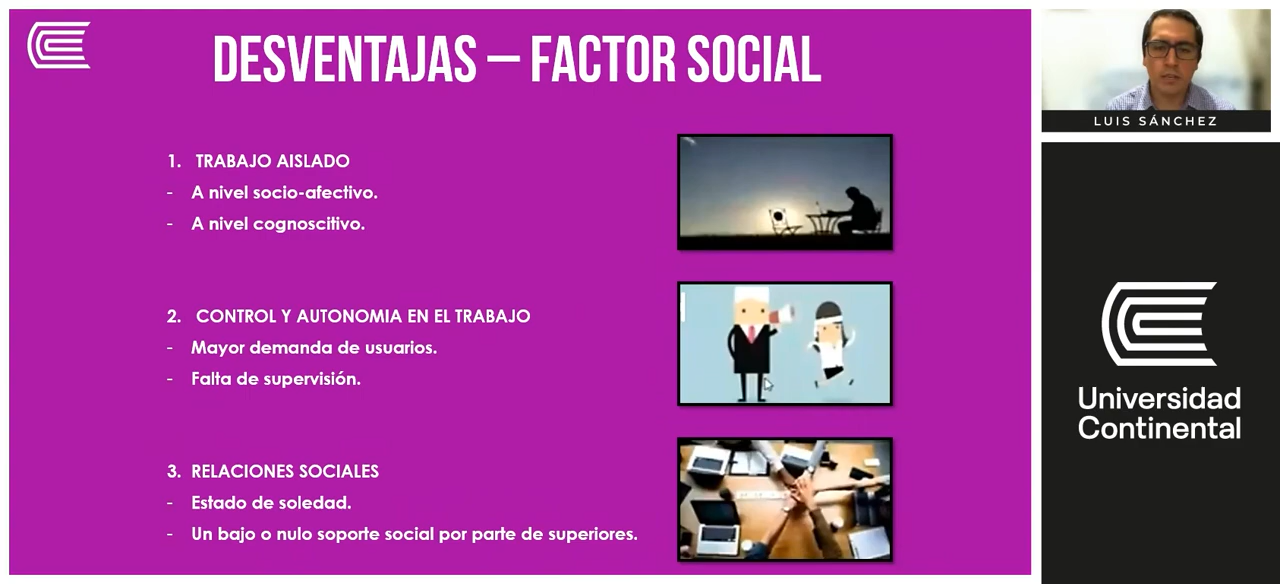 DESVENTAJAS – FACTOR SOCIAL
1. TRABAJO AISLADO
- A nivel socio-afectivo.
- A nivel cognoscitivo.
2. CONTROL Y AUTONOMIA EN EL TRABAJO
- Mayor demanda de usuarios.
- Falta de supervisión.
3. RELACIONES SOCIALES
- Estado de soledad.
- Un bajo o nulo soporte social por parte de superiores.
LUIS SÁNCHEZ
Universidad
Continental